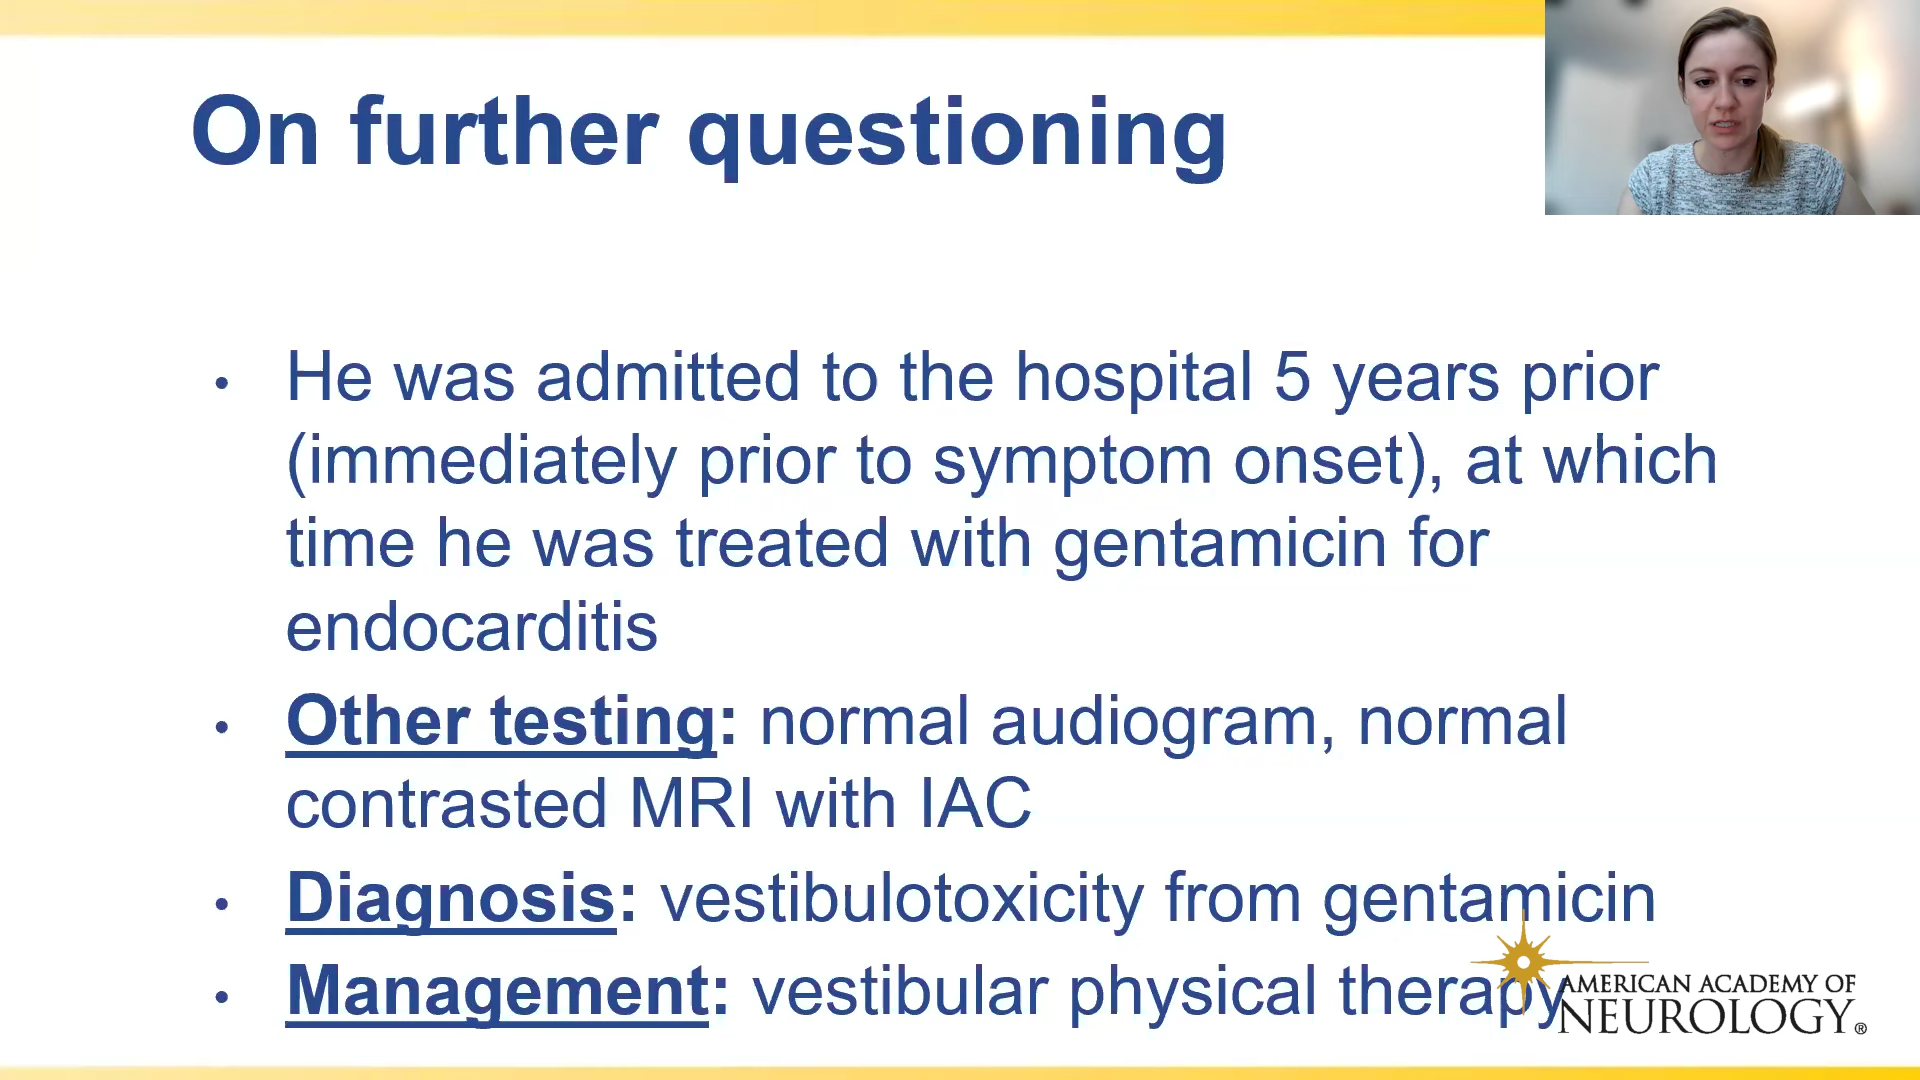 On further questioning
• He was admitted to the hospital 5 years prior
(immediately prior to symptom onset), at which
time he was treated with gentamicin for
endocarditis
• Other testing: normal audiogram, normal
contrasted MRI with IAC
• Diagnosis: vestibulotoxicity from gentamicin
• Management: vestibular physical therapy
AMERICAN ACADEMY OF
NEUROLOGY®